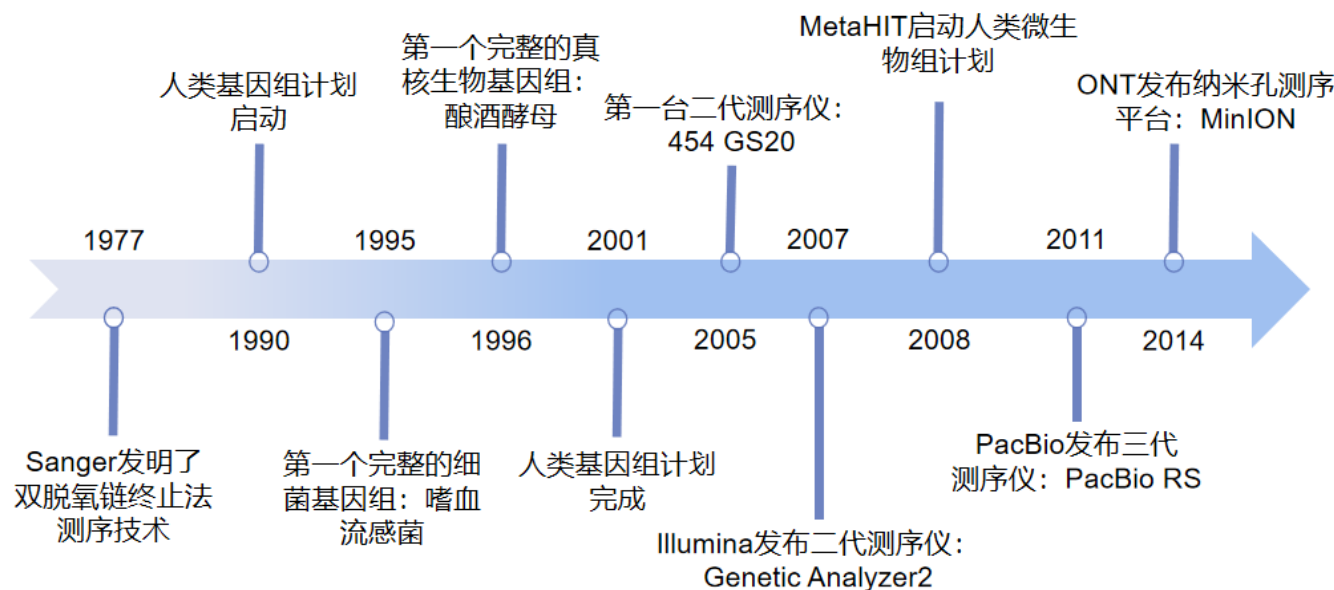 MetaHIT启动人类微生
物组计划
第一个完整的真
核生物基因组：
酿酒酵母
人类基因组计划
启动
第一台二代测序仪：
454 GS20
ONT发布纳米孔测序
平台：MinION
1977
1995
2001
2007
2011
1990
1996
2005
2008
2014
Sanger发明了
双脱氧链终止法
测序技术
第一个完整的细
菌基因组：嗜血
流感菌
人类基因组计划
完成
PacBio发布三代
测序仪：PacBio RS
Illumina发布二代测序仪：
Genetic Analyzer2